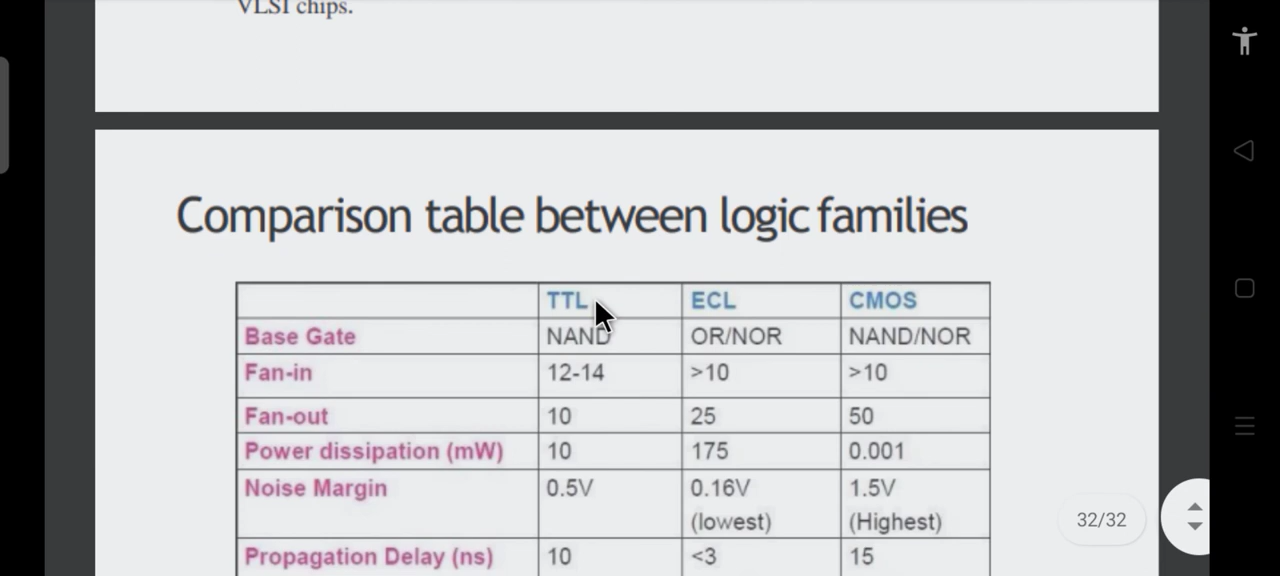 VLSI chips.
Comparison table between logic families
TTL ECL CMOS
Base Gate NAND OR/NOR NAND/NOR
Fan-in 12-14 >10 >10
Fan-out 10 25 50
Power dissipation (mW) 10 175 0.001
Noise Margin 0.5V 0.16V 1.5V
(lowest) (Highest)
Propagation Delay (ns) 10 <3 15
32/32